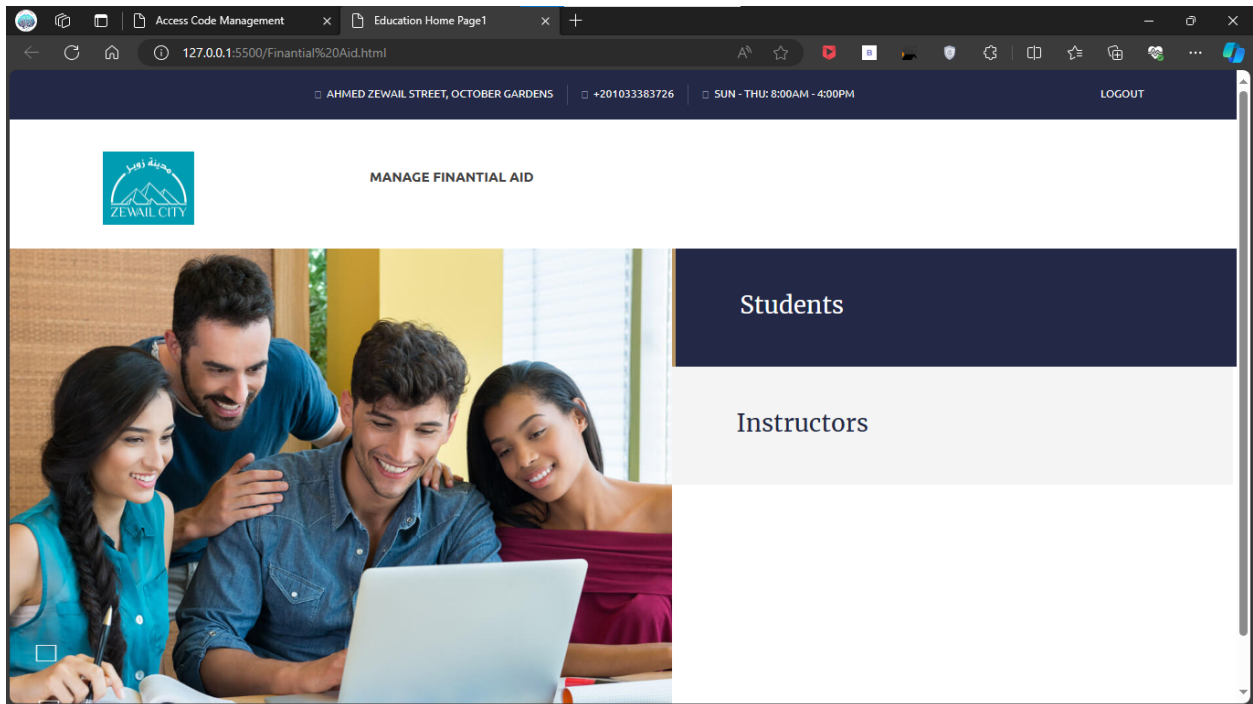 Access Code Management
Education Home Page1
127.0.0.1:5500/Finantial%20Aid.html
AHMED ZEWAIL STREET, OCTOBER GARDENS
+201033383726
SUN - THU: 8:00AM - 4:00PM
LOGOUT
مدينة زويل
ZEWAIL CITY
MANAGE FINANTIAL AID
Students
Instructors